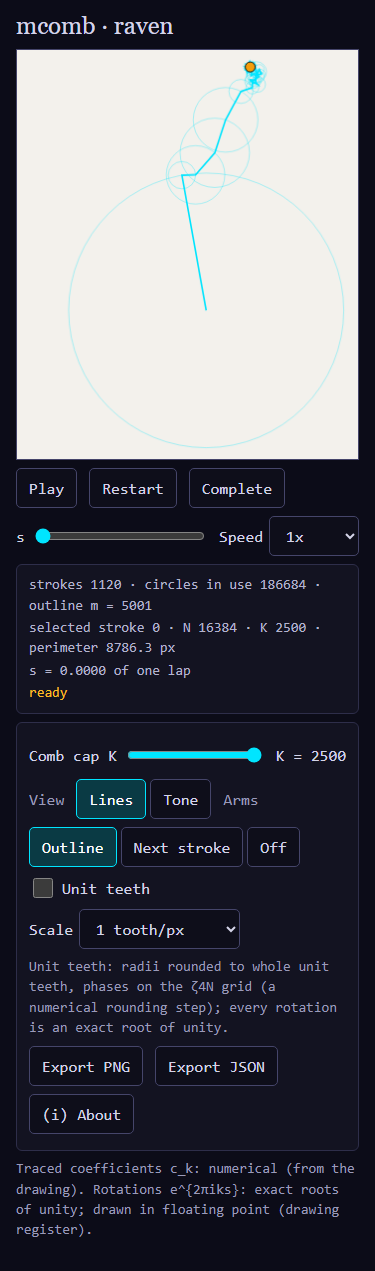 mcomb · raven
Play
Restart
Complete
s
Speed
1x
strokes 1120 · circles in use 186684 ·
outline m = 5001
selected stroke 0 · N 16384 · K 2500 ·
perimeter 8786.3 px
s = 0.0000 of one lap
ready
Comb cap K
K = 2500
View
Lines
Tone
Arms
Outline
Next stroke
Off
Unit teeth
Scale
1 tooth/px
Unit teeth: radii rounded to whole unit
teeth, phases on the ζ4N grid (a
numerical rounding step); every rotation
is an exact root of unity.
Export PNG
Export JSON
(i) About
Traced coefficients c_k: numerical (from the
drawing). Rotations e^{2πiks}: exact roots
of unity; drawn in floating point (drawing
register).